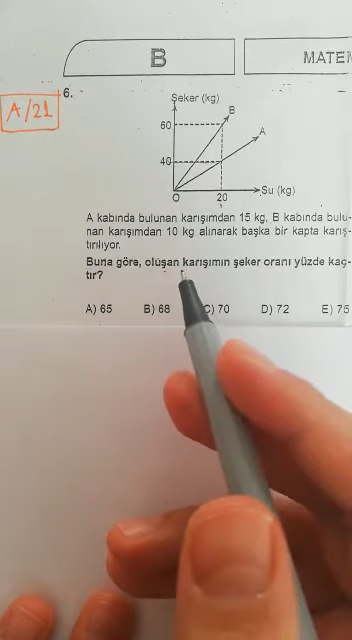 B
MATEM
A/21
6.
Şeker (kg)
B
60
A
40
Su (kg)
O
20
A kabında bulunan karışımdan 15 kg, B kabında bulu-
nan karışımdan 10 kg alınarak başka bir kapta karış-
tırılıyor.
Buna göre, oluşan karışımın şeker oranı yüzde kaç-
tır?
A) 65 B) 68 C) 70 D) 72 E) 75